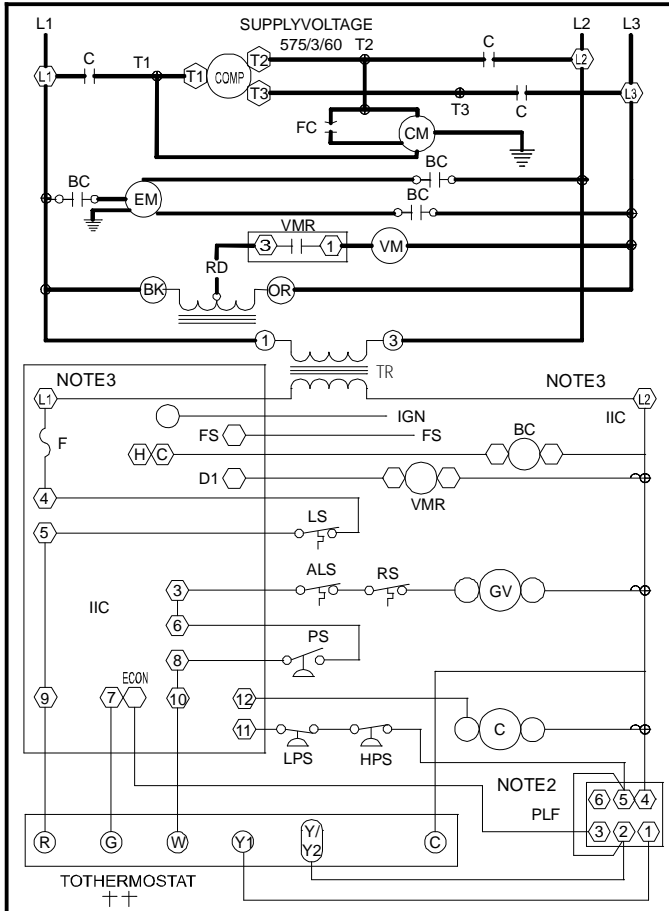 L1 SUPPLYVOLTAGE L2 L3
575/3/60 T2
C T1 C
L1 T1 COMP T2 L2
T3 L3
FC CM T3 C
BC BC
EM BC
VMR
3 1 VM
RD
BK OR
1 3
TR
NOTE3 NOTE3
L1 L2
IGN IIC
F FS FS BC
H C
D1
4 VMR
5 LS
ALS RS
3 GV
IIC
6 PS
8
ECON
9 7 10 12
11 C
LPS HPS
NOTE2
6 5 4
PLF
3 2 1
R G W Y1 Y/ C
Y2
TOTHERMOSTAT
++